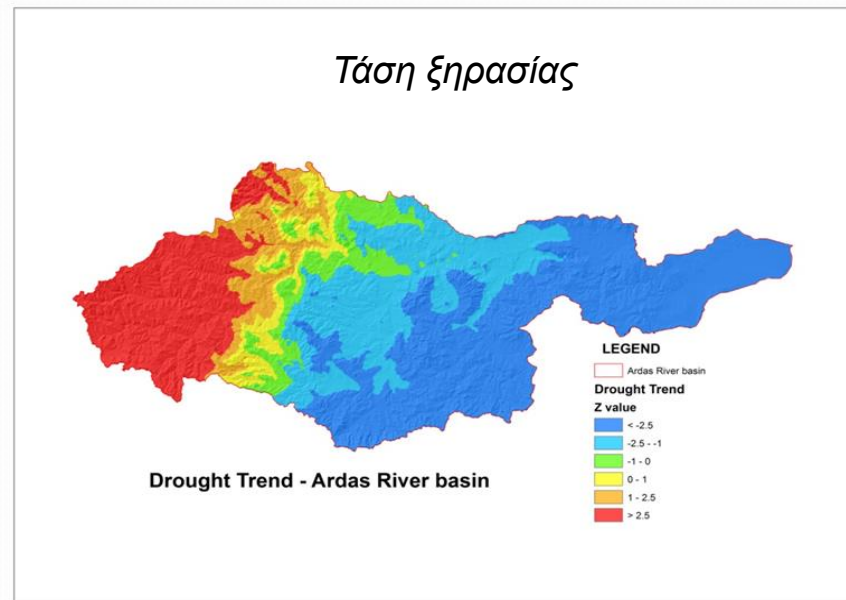 Τάση ξηρασίας
LEGEND
Ardas River basin
Drought Trend
Z value
< -2.5
-2.5 - -1
-1 - 0
0 - 1
1 - 2.5
> 2.5
Drought Trend - Ardas River basin